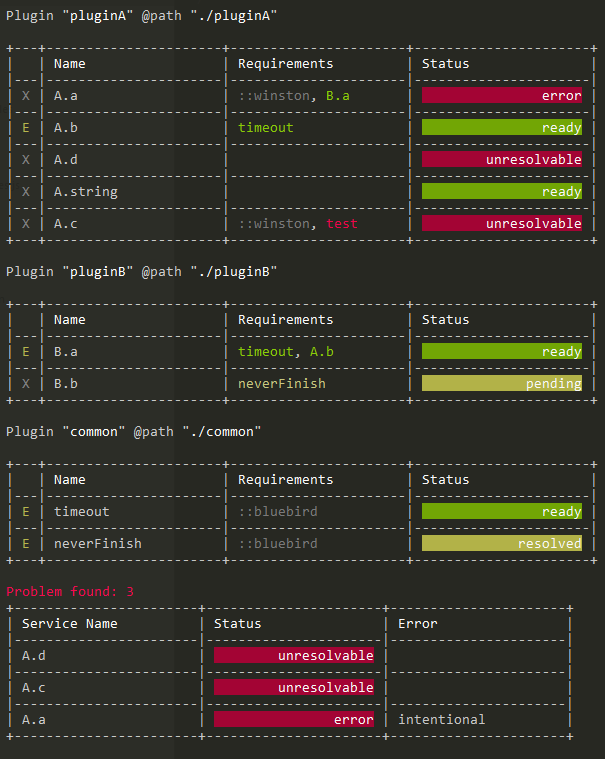 Plugin "pluginA" @path "./pluginA"
+---+----------------------+----------------------+---------------------+
|   | Name                 | Requirements         | Status              |
|---|----------------------|----------------------|---------------------|
| X | A.a                  | ::winston, B.a       |               error |
|---|----------------------|----------------------|---------------------|
| E | A.b                  | timeout              |               ready |
|---|----------------------|----------------------|---------------------|
| X | A.d                  |                      |        unresolvable |
|---|----------------------|----------------------|---------------------|
| X | A.string             |                      |               ready |
|---|----------------------|----------------------|---------------------|
| X | A.c                  | ::winston, test      |        unresolvable |
+---+----------------------+----------------------+---------------------+
Plugin "pluginB" @path "./pluginB"
+---+----------------------+----------------------+---------------------+
|   | Name                 | Requirements         | Status              |
|---|----------------------|----------------------|---------------------|
| E | B.a                  | timeout, A.b         |               ready |
|---|----------------------|----------------------|---------------------|
| X | B.b                  | neverFinish          |             pending |
+---+----------------------+----------------------+---------------------+
Plugin "common" @path "./common"
+---+----------------------+----------------------+---------------------+
|   | Name                 | Requirements         | Status              |
|---|----------------------|----------------------|---------------------|
| E | timeout              | ::bluebird           |               ready |
|---|----------------------|----------------------|---------------------|
| E | neverFinish          | ::bluebird           |            resolved |
+---+----------------------+----------------------+---------------------+
Problem found: 3
+-----------------------+----------------------+----------------------+
| Service Name          | Status               | Error                |
|-----------------------|----------------------|----------------------|
| A.d                   |         unresolvable |                      |
|-----------------------|----------------------|----------------------|
| A.c                   |         unresolvable |                      |
|-----------------------|----------------------|----------------------|
| A.a                   |                error | intentional          |
+-----------------------+----------------------+----------------------+